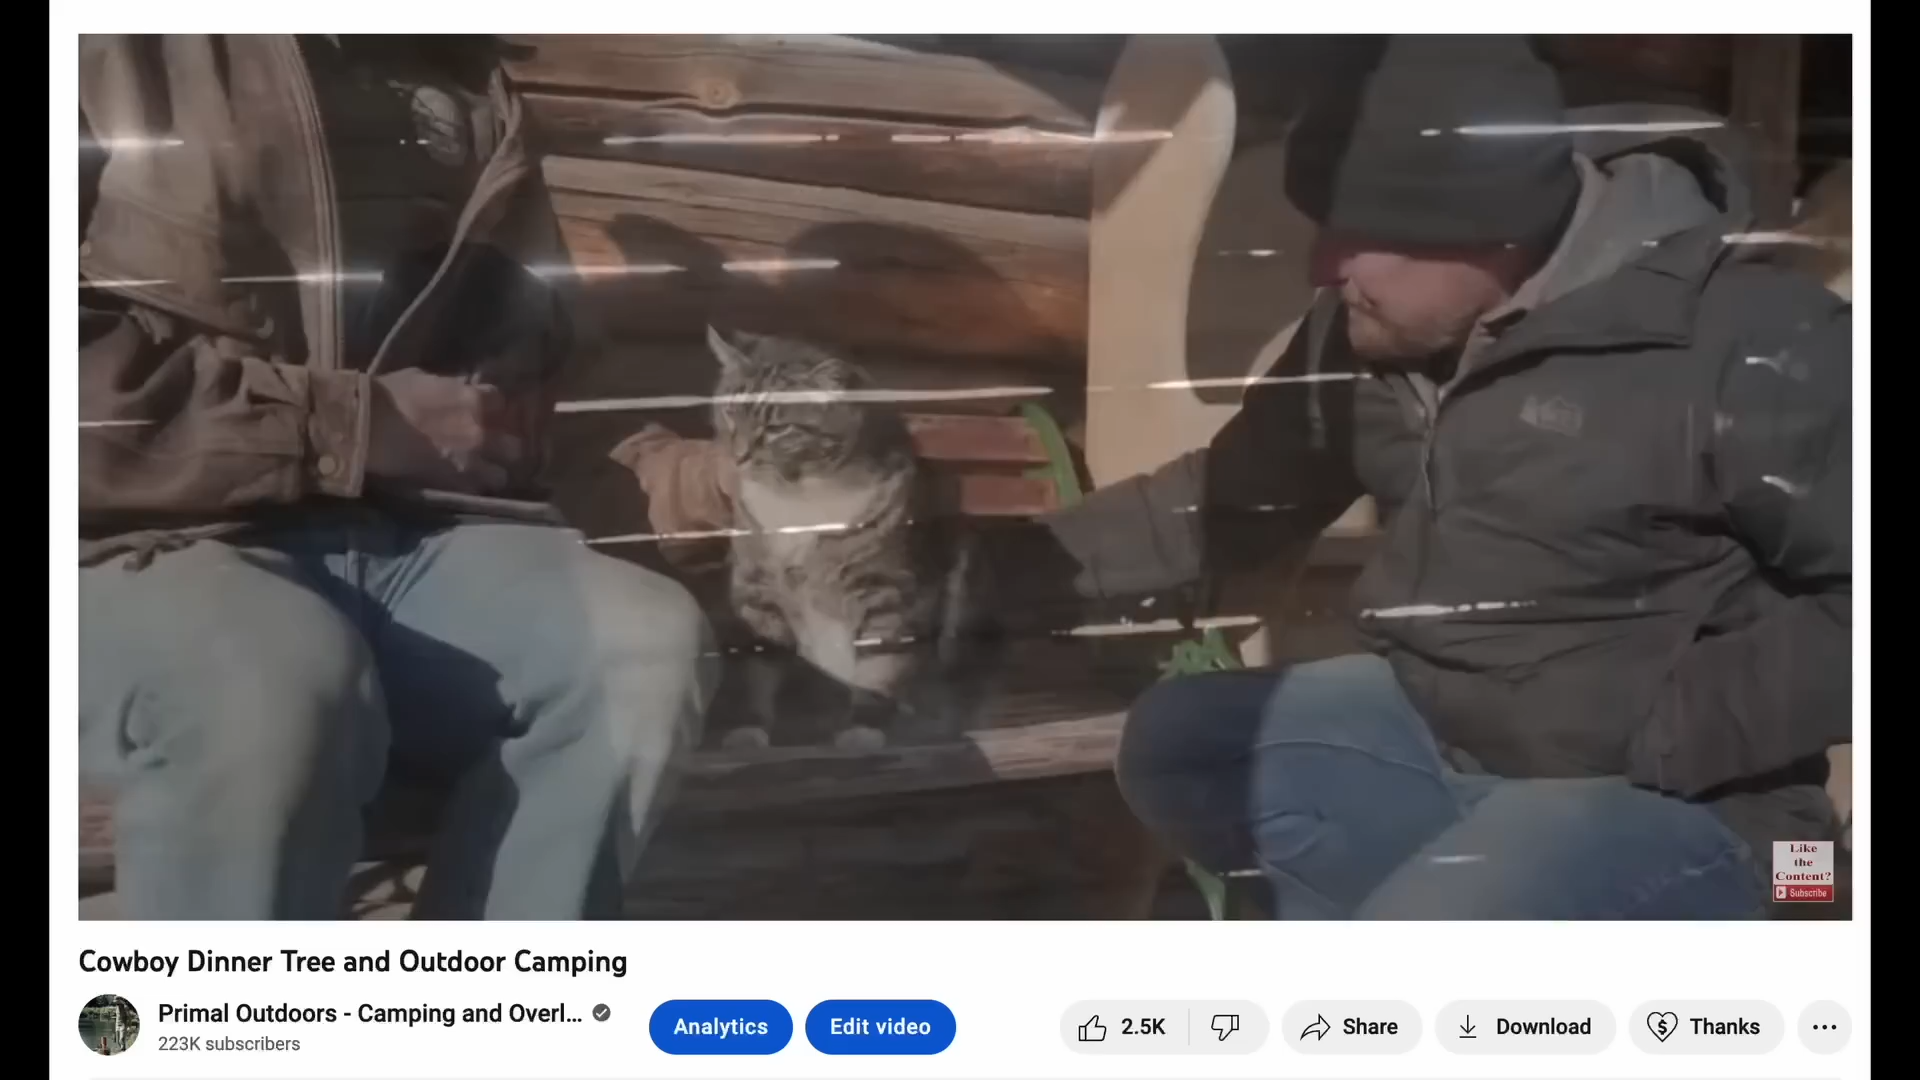 REI
Like
the
Content?
Subscribe
Cowboy Dinner Tree and Outdoor Camping
Primal Outdoors - Camping and Overl...
223K subscribers
Analytics
Edit video
2.5K
Share
Download
Thanks